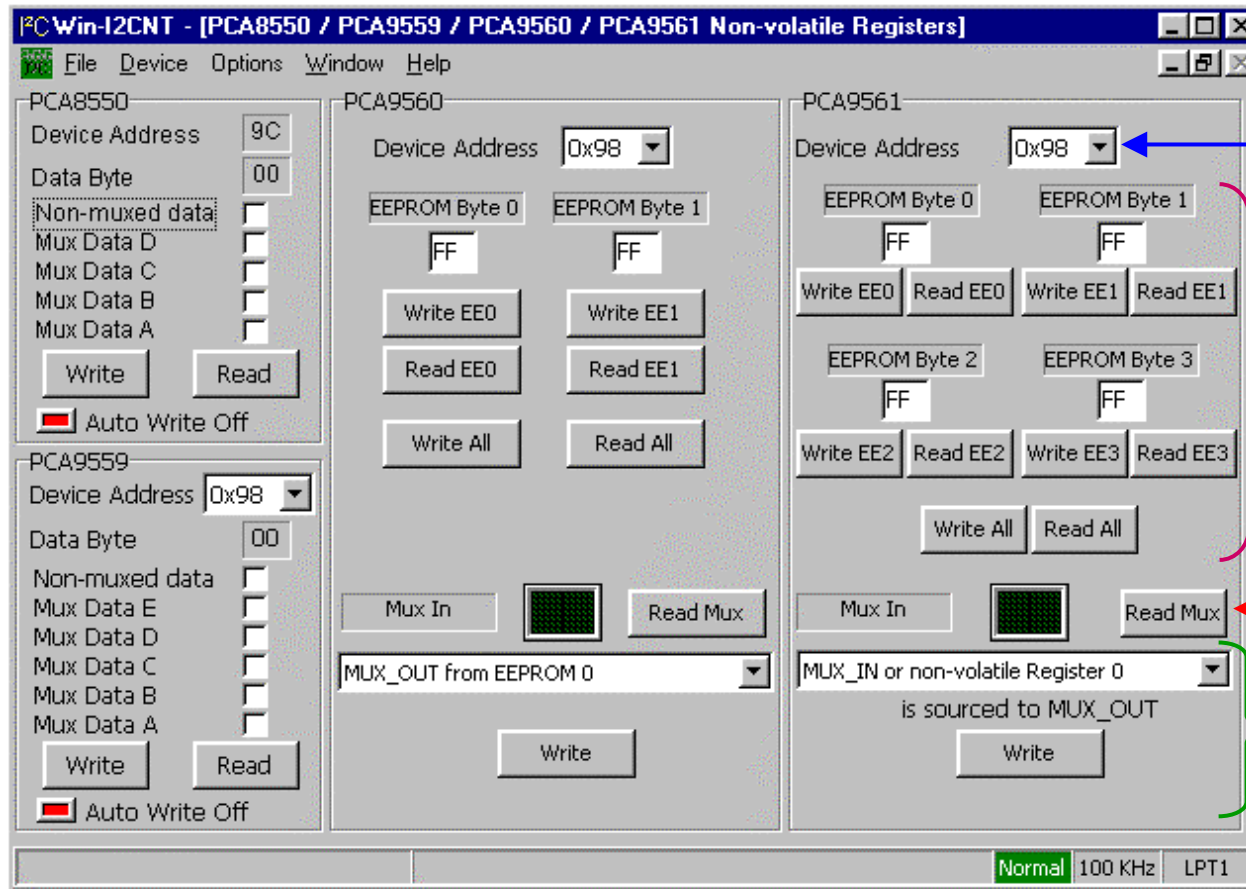 I²C Win-I2CNT - [PCA8550 / PCA9559 / PCA9560 / PCA9561 Non-volatile Registers]
File Device Options Window Help
PCA8550
Device Address 9C
Data Byte 00
Non-muxed data
Mux Data D
Mux Data C
Mux Data B
Mux Data A
Write Read
Auto Write Off
PCA9559
Device Address 0x98
Data Byte 00
Non-muxed data
Mux Data E
Mux Data D
Mux Data C
Mux Data B
Mux Data A
Write Read
Auto Write Off
PCA9560
Device Address 0x98
EEPROM Byte 0 EEPROM Byte 1
FF FF
Write EE0 Write EE1
Read EE0 Read EE1
Write All Read All
Mux In Read Mux
MUX_OUT from EEPROM 0
Write
PCA9561
Device Address 0x98
EEPROM Byte 0 EEPROM Byte 1
FF FF
Write EE0 Read EE0 Write EE1 Read EE1
EEPROM Byte 2 EEPROM Byte 3
FF FF
Write EE2 Read EE2 Write EE3 Read EE3
Write All Read All
Mux In Read Mux
MUX_IN or non-volatile Register 0
is sourced to MUX_OUT
Write
Normal 100 KHz LPT1